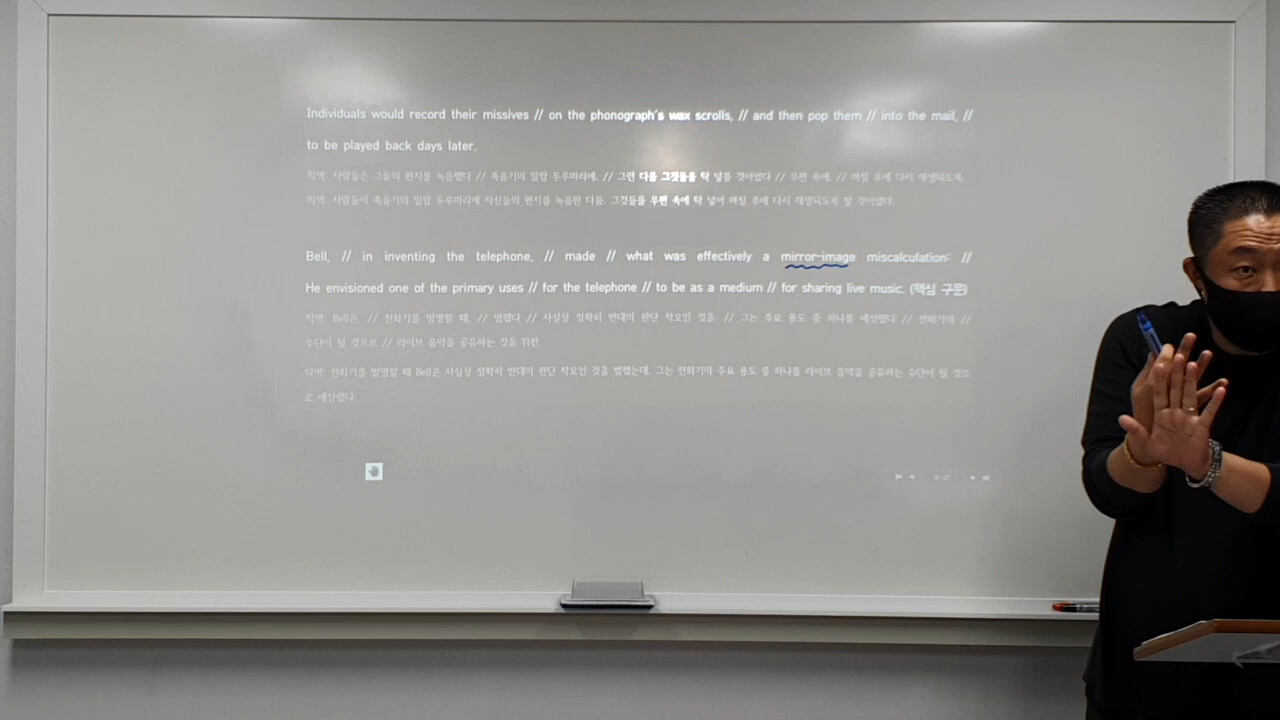 Individuals would record their missives // on the phonograph's wax scrolls, // and then pop them // into the mail, //
to be played back days later.
직역: 사람들은 그들의 편지를 녹음했다 // 축음기의 밀랍 두루마리에. // 그런 다음 그것들을 탁 넣을 것이었다 // 우편 속에. // 며칠 후에 다시 재생되도록.
의역: 사람들이 축음기의 밀랍 두루마리에 자신들의 편지를 녹음한 다음. 그것들을 우편 속에 탁 넣어 며칠 후에 다시 재생되도록 할 것이었다.
Bell, // in inventing the telephone, // made // what was effectively a mirror-image miscalculation: //
He envisioned one of the primary uses // for the telephone // to be as a medium // for sharing live music. (핵심 구문)
직역: Bell은. // 전화기를 발명할 때. // 범했다 // 사실상 정확히 반대의 판단 착오인 것을. // 그는 주요 용도 중 하나를 예상했다 // 전화기의 //
수단이 될 것으로 // 라이브 음악을 공유하는 것을 위한.
의역: 전화기를 발명할 때 Bell은 사실상 정확히 반대의 판단 착오인 것을 범했는데. 그는 전화기의 주요 용도 중 하나를 라이브 음악을 공유하는 수단이 될 것으
로 예상했다.